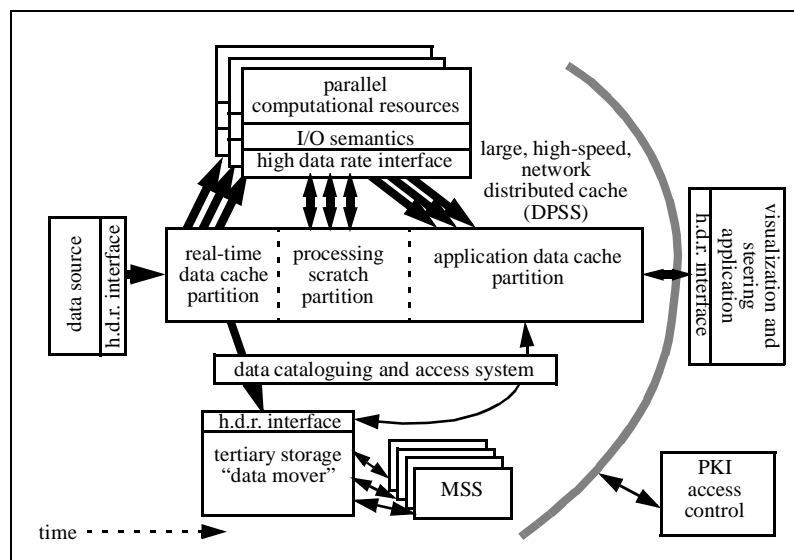 parallel
computational resources
I/O semantics
high data rate interface
large, high-speed,
network
distributed cache
(DPSS)
data source
h.d.r. interface
real-time
data cache
partition
processing
scratch
partition
application data cache
partition
h.d.r. interface
visualization and
steering
application
data cataloguing and access system
h.d.r. interface
tertiary storage
“data mover”
MSS
PKI
access
control
time